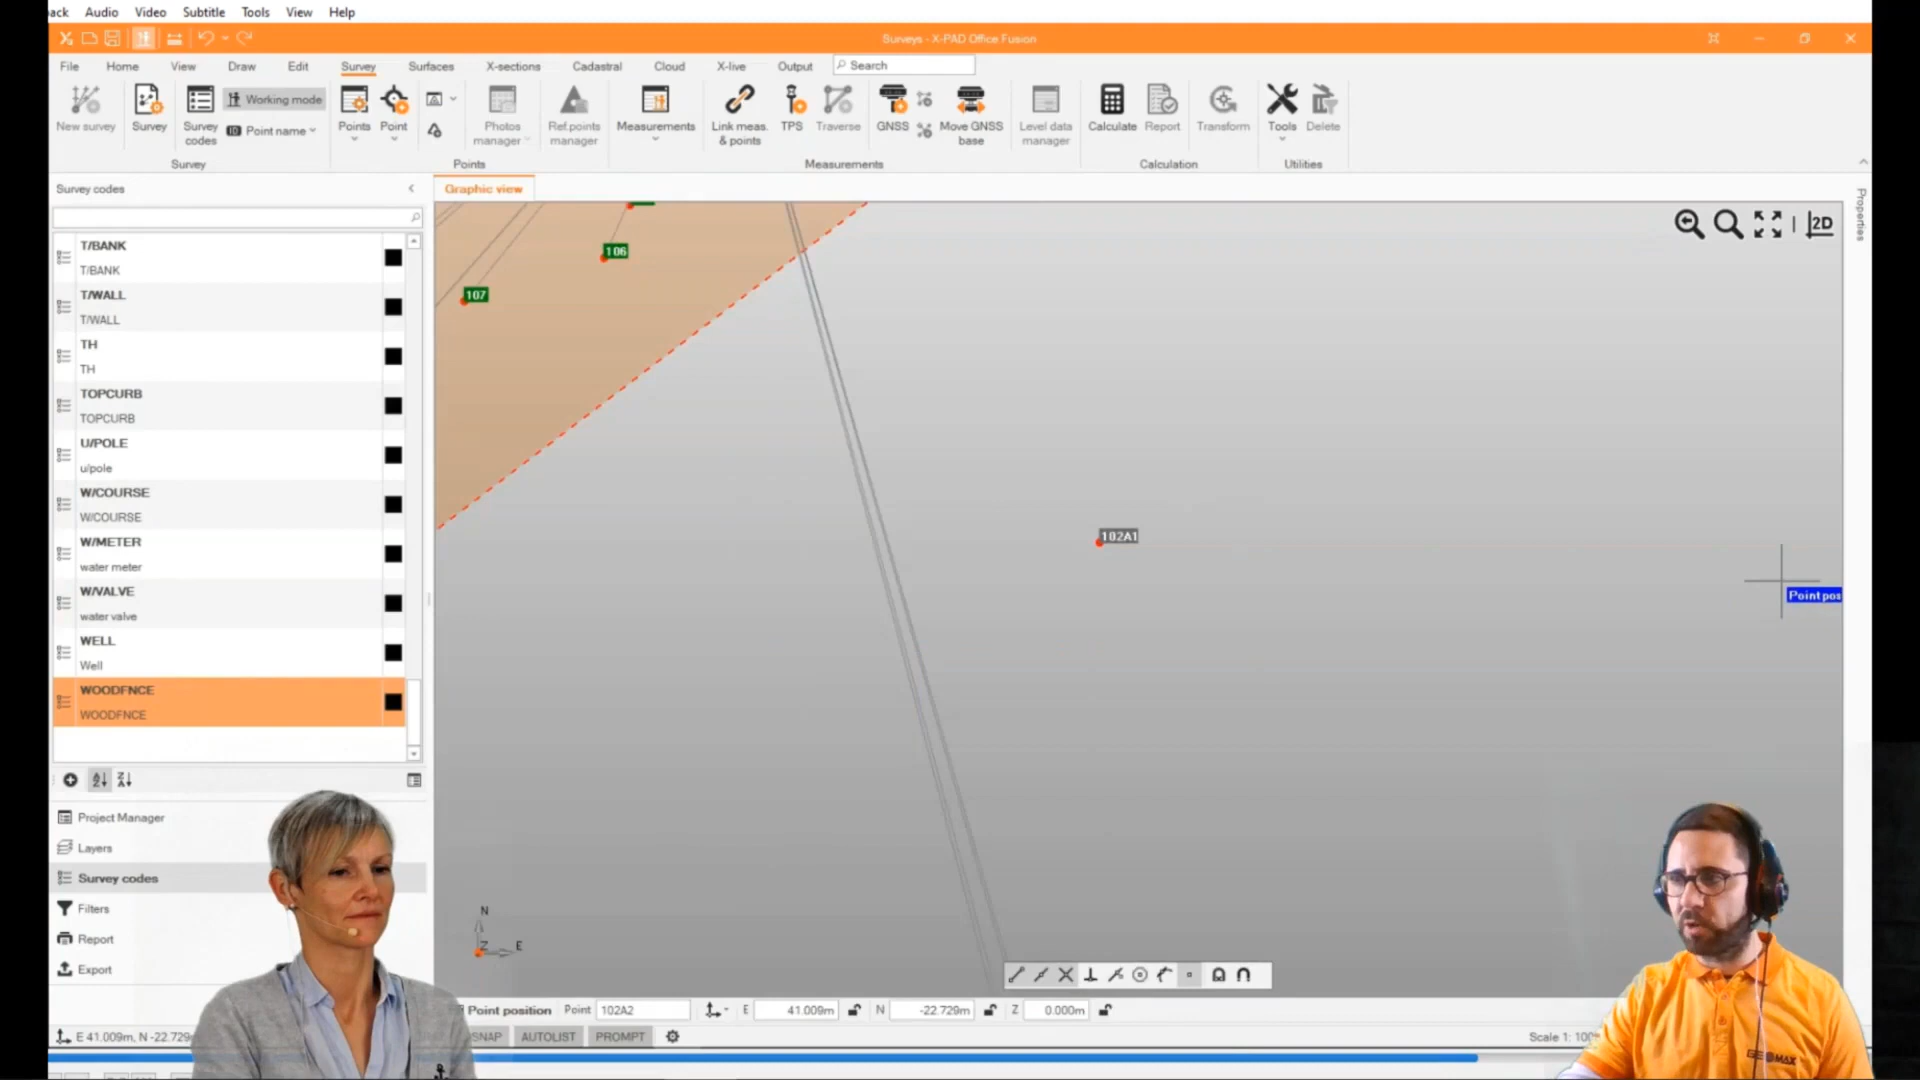 ack Audio Video Subtitle Tools View Help
Surveys - X-PAD Office Fusion
File Home View Draw Edit Survey Surfaces X-sections Cadastral Cloud X-live Output Search
New survey
Survey
Survey codes
Working mode
Point name
Points
Point
Photos manager
Ref.points manager
Measurements
Link meas. & points
TPS
Traverse
GNSS
Move GNSS base
Level data manager
Calculate
Report
Transform
Tools
Delete
Survey
Points
Measurements
Calculation
Utilities
Survey codes
Graphic view
Properties
2D
T/BANK
T/BANK
T/WALL
T/WALL
TH
TH
TOPCURB
TOPCURB
U/POLE
u/pole
W/COURSE
W/COURSE
W/METER
water meter
W/VALVE
water valve
WELL
Well
WOODFNCE
WOODFNCE
106
107
102A1
Point pos
Project Manager
Layers
Survey codes
Filters
Report
Export
N
Z E
Point position Point 102A2 E 41.009m N -22.729m Z 0.000m
E 41.009m, N -22.729
SNAP AUTOLIST PROMPT
Scale 1: 100